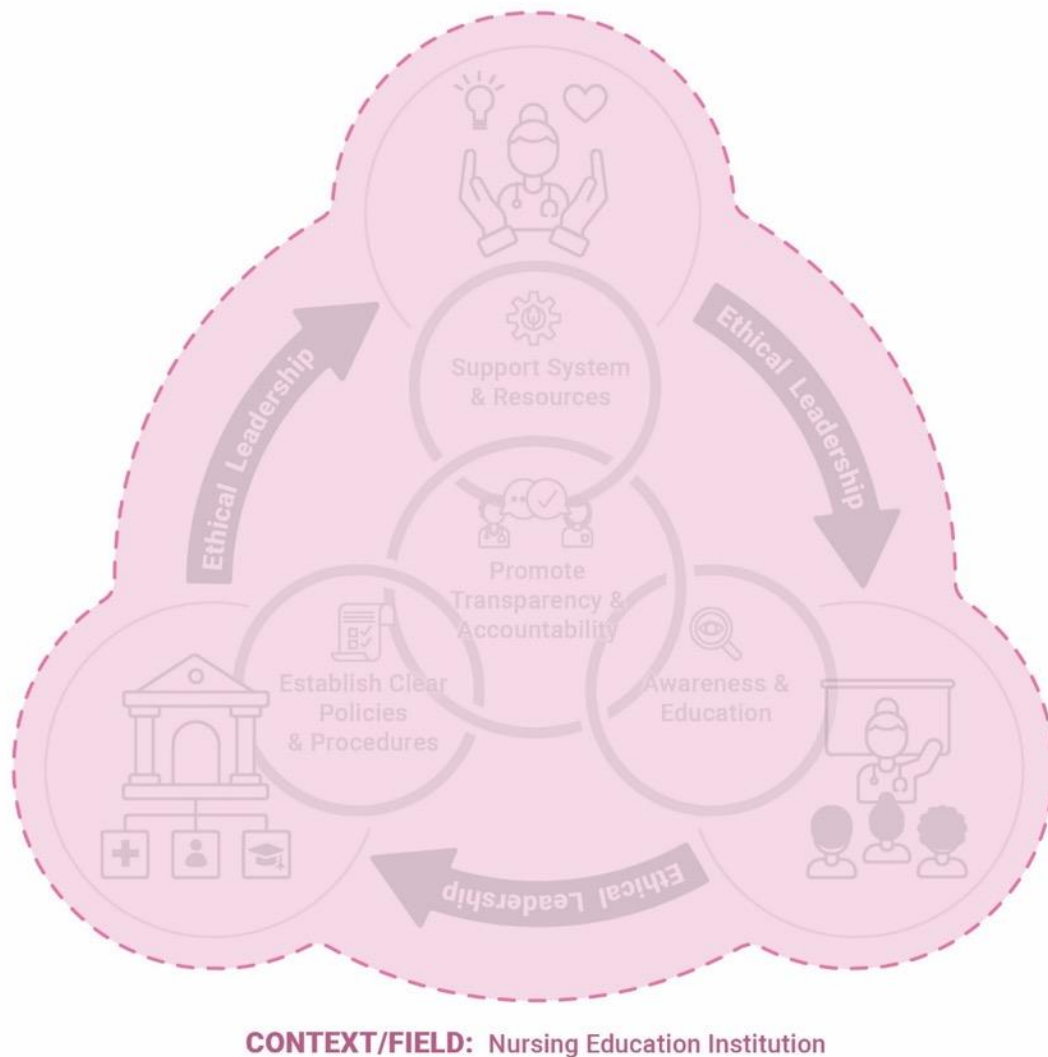 Support System
& Resources
Ethical Leadership
Ethical Leadership
Promote
Transparency &
Accountability
Establish Clear
Policies
& Procedures
Awareness &
Education
Ethical Leadership
CONTEXT/FIELD: Nursing Education Institution